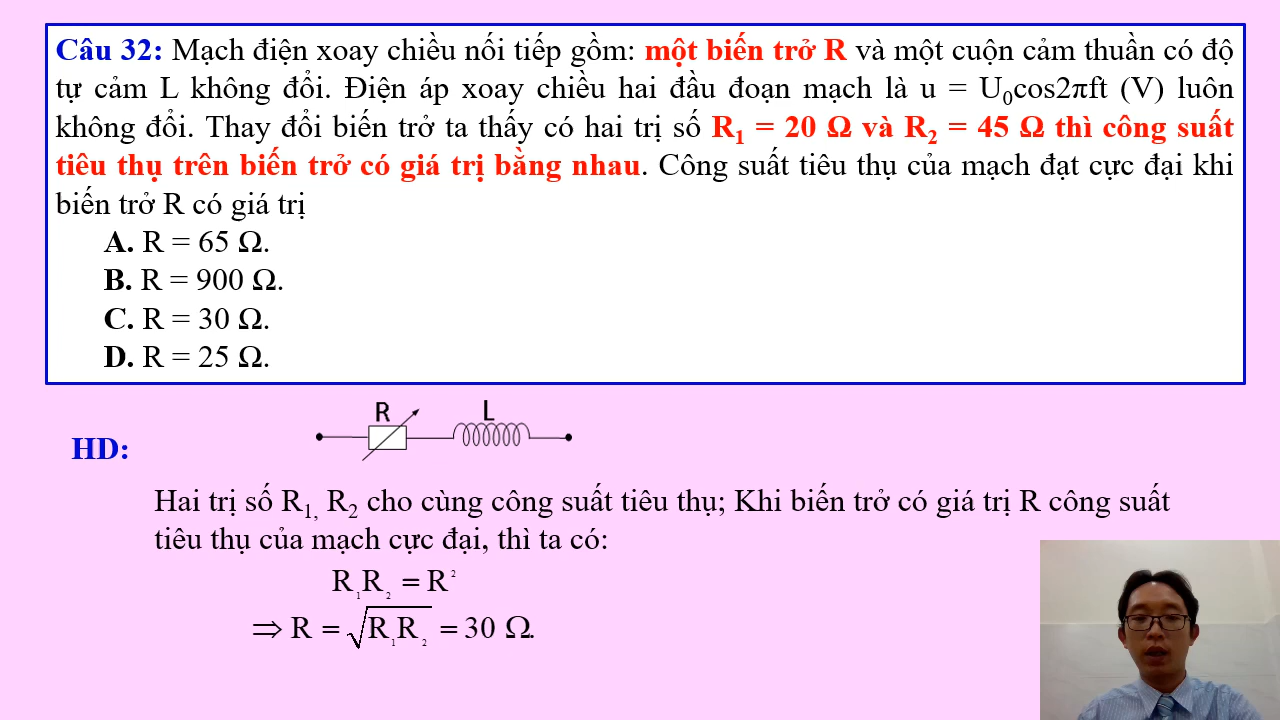 Câu 32: Mạch điện xoay chiều nối tiếp gồm: một biến trở R và một cuộn cảm thuần có độ
tự cảm L không đổi. Điện áp xoay chiều hai đầu đoạn mạch là u = U₀cos2πft (V) luôn
không đổi. Thay đổi biến trở ta thấy có hai trị số R₁ = 20 Ω và R₂ = 45 Ω thì công suất
tiêu thụ trên biến trở có giá trị bằng nhau. Công suất tiêu thụ của mạch đạt cực đại khi
biến trở R có giá trị
A. R = 65 Ω.
B. R = 900 Ω.
C. R = 30 Ω.
D. R = 25 Ω.
R L
HD:
Hai trị số R₁, R₂ cho cùng công suất tiêu thụ; Khi biến trở có giá trị R công suất
tiêu thụ của mạch cực đại, thì ta có:
R₁R₂ = R²
⇒ R = √R₁R₂ = 30 Ω.